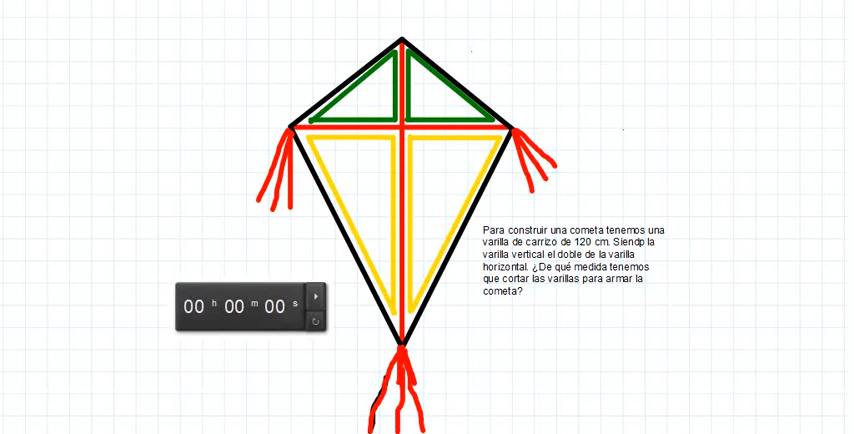 Para construir una cometa tenemos una
varilla de carrizo de 120 cm. Siendp la
varilla vertical el doble de la varilla
horizontal. ¿De qué medida tenemos
que cortar las varillas para armar la
cometa?
00 h 00 m 00 s